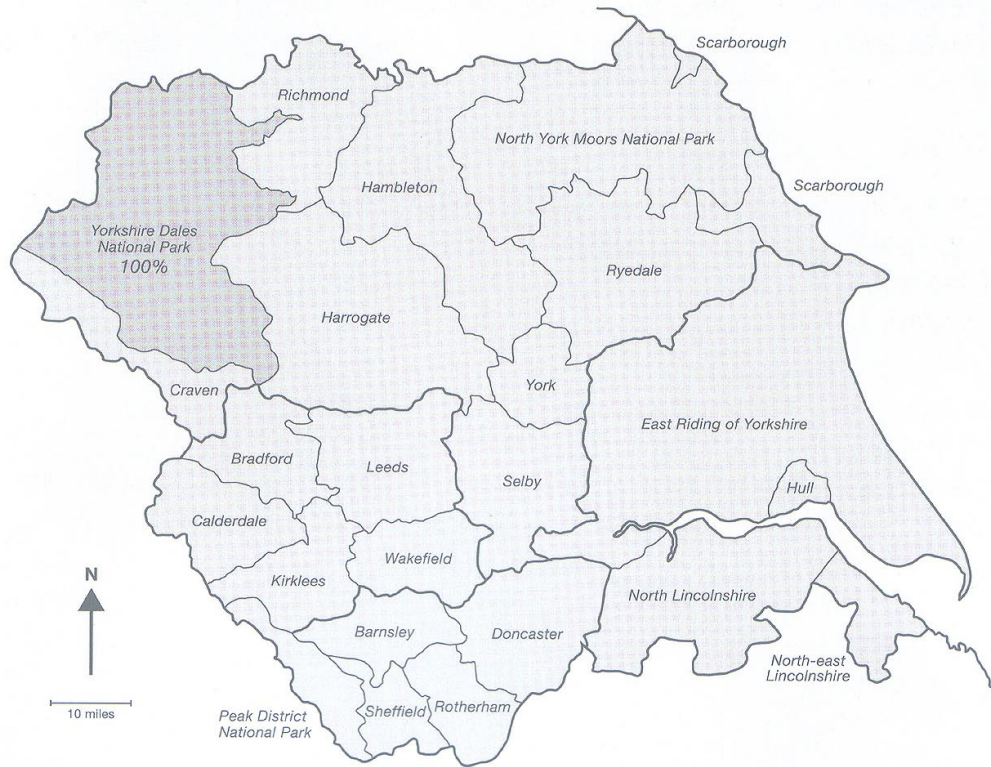 Scarborough
Richmond
North York Moors National Park
Hambleton
Scarborough
Yorkshire Dales
National Park
100%
Ryedale
Harrogate
York
Craven
East Riding of Yorkshire
Bradford
Leeds
Selby
Hull
Calderdale
Wakefield
N
Kirklees
North Lincolnshire
Barnsley
Doncaster
North-east
Lincolnshire
10 miles
Peak District
National Park
Sheffield
Rotherham